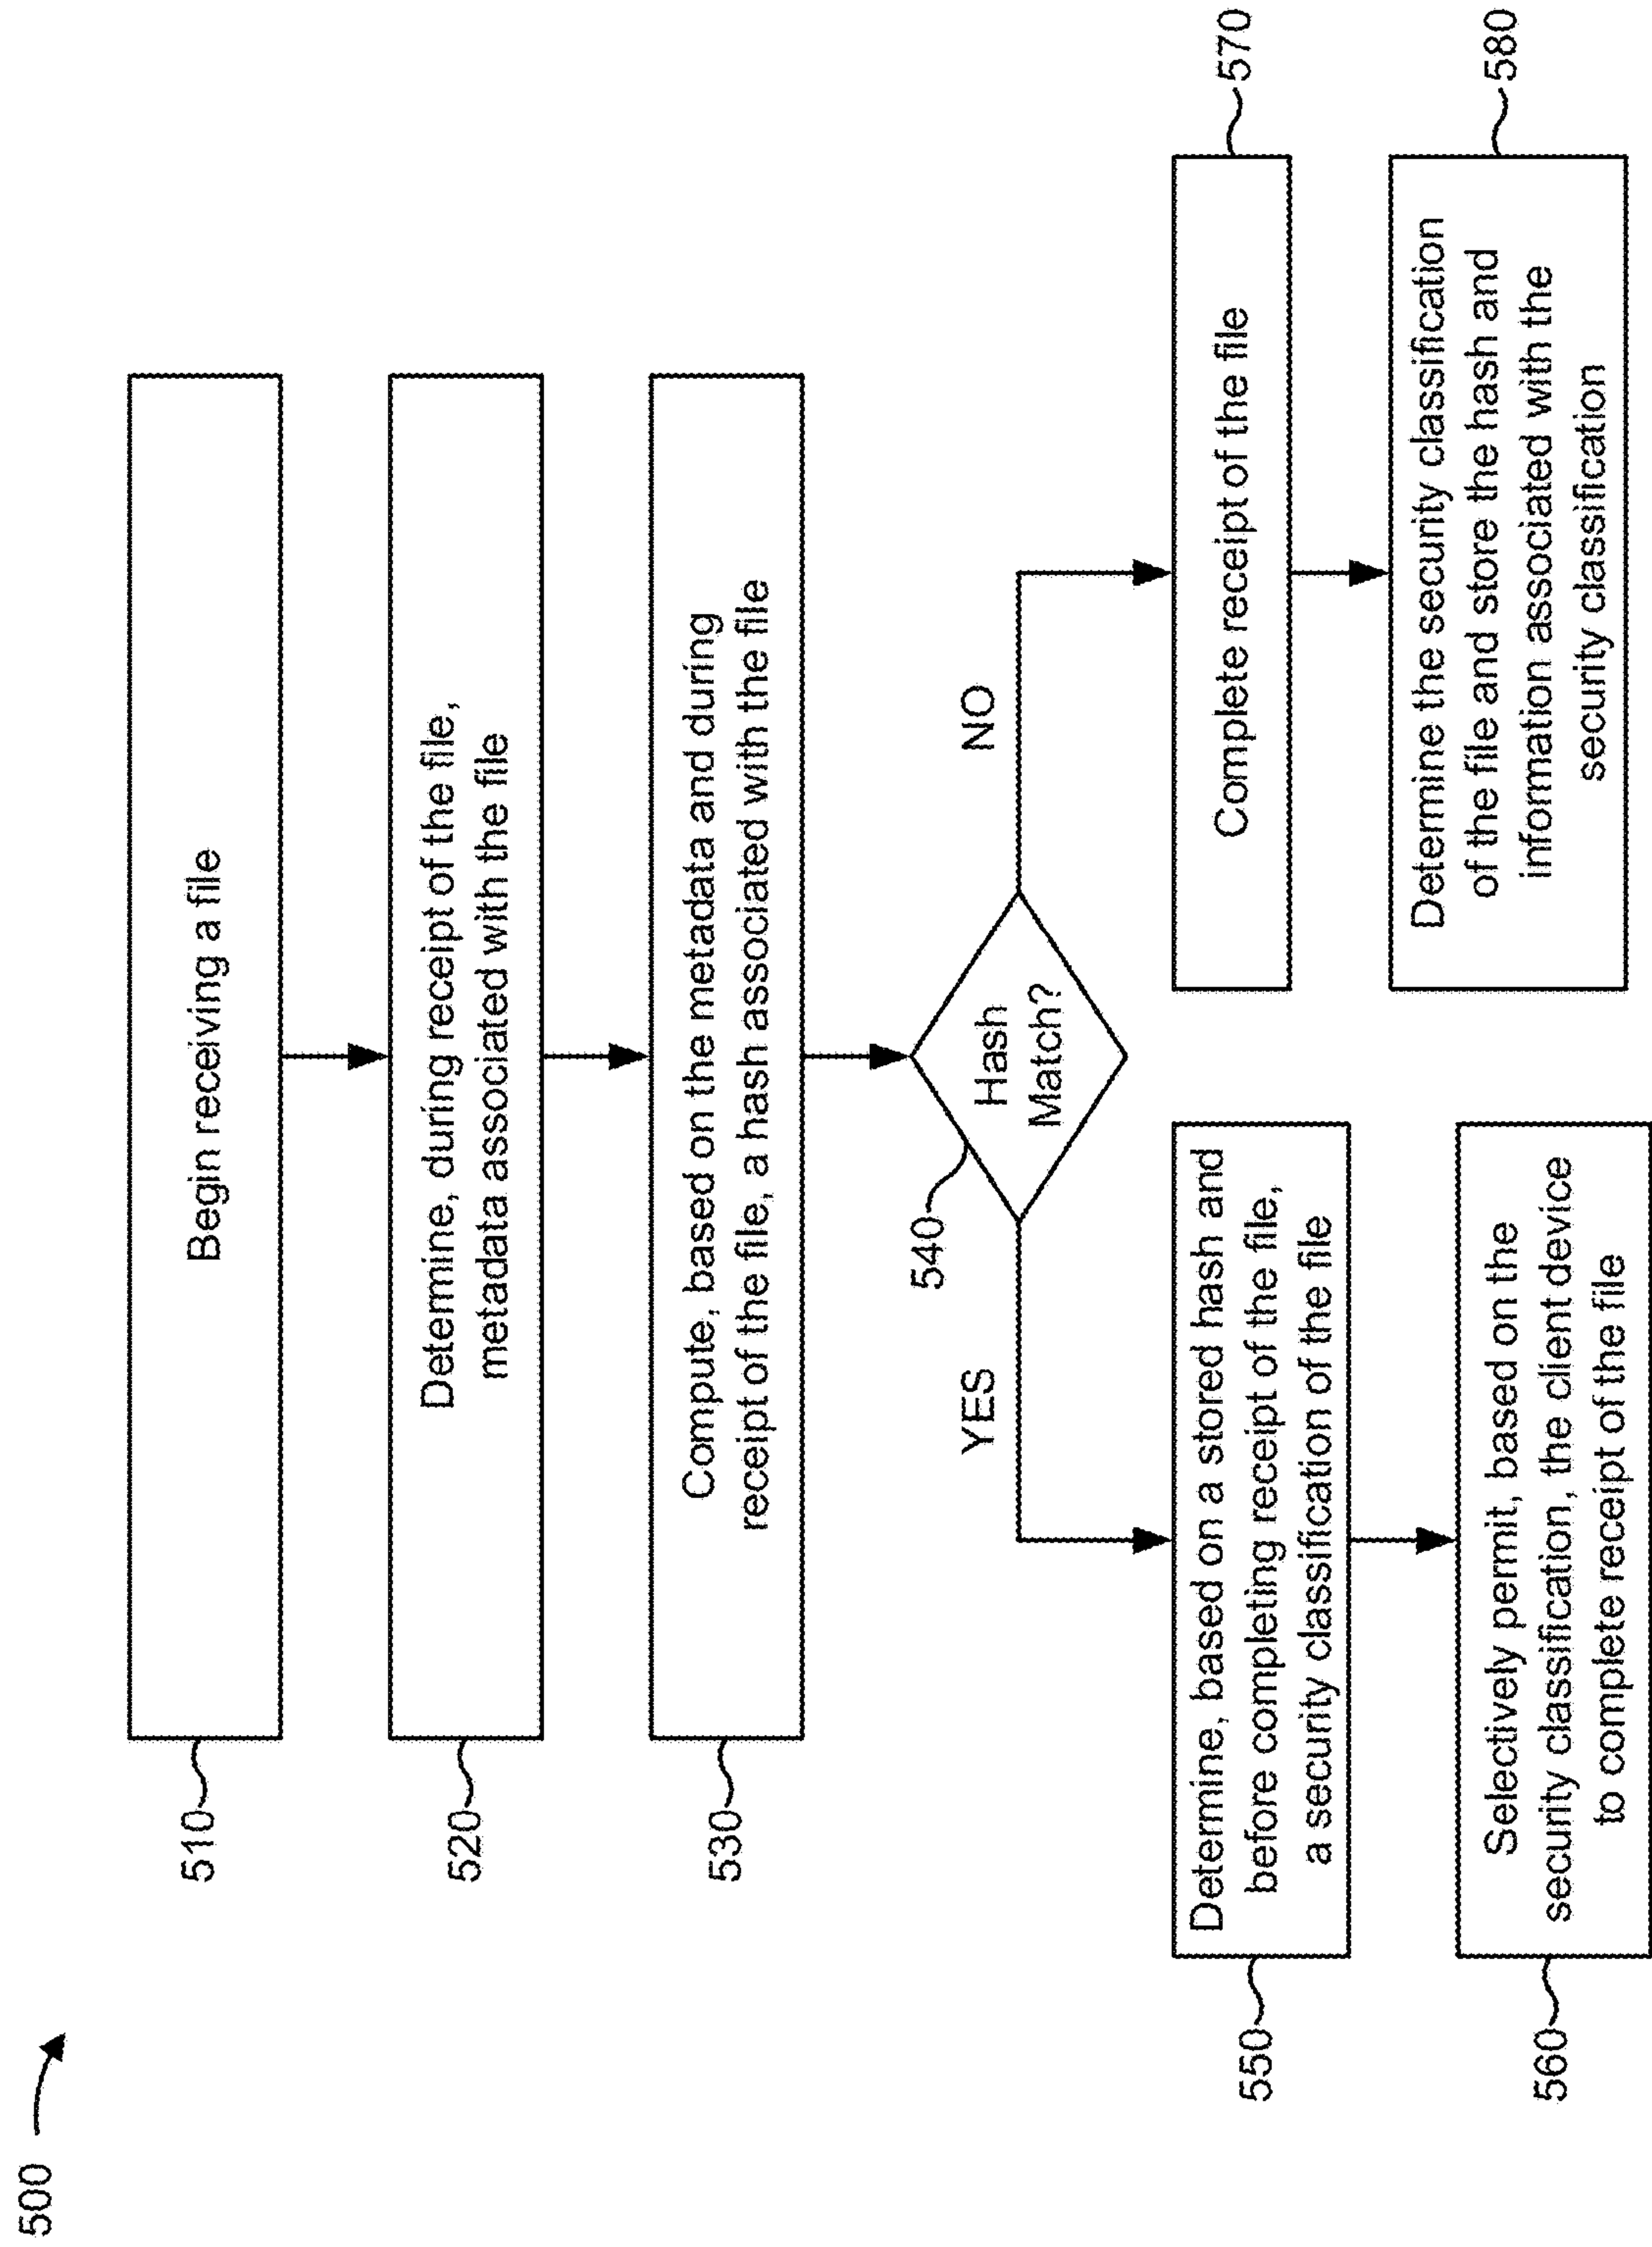 500
510
Begin receiving a file
520
Determine, during receipt of the file,
metadata associated with the file
530
Compute, based on the metadata and during
receipt of the file, a hash associated with the file
540
Hash
Match?
YES
NO
550
Determine, based on a stored hash and
before completing receipt of the file,
a security classification of the file
560
Selectively permit, based on the
security classification, the client device
to complete receipt of the file
570
Complete receipt of the file
580
Determine the security classification
of the file and store the hash and
information associated with the
security classification